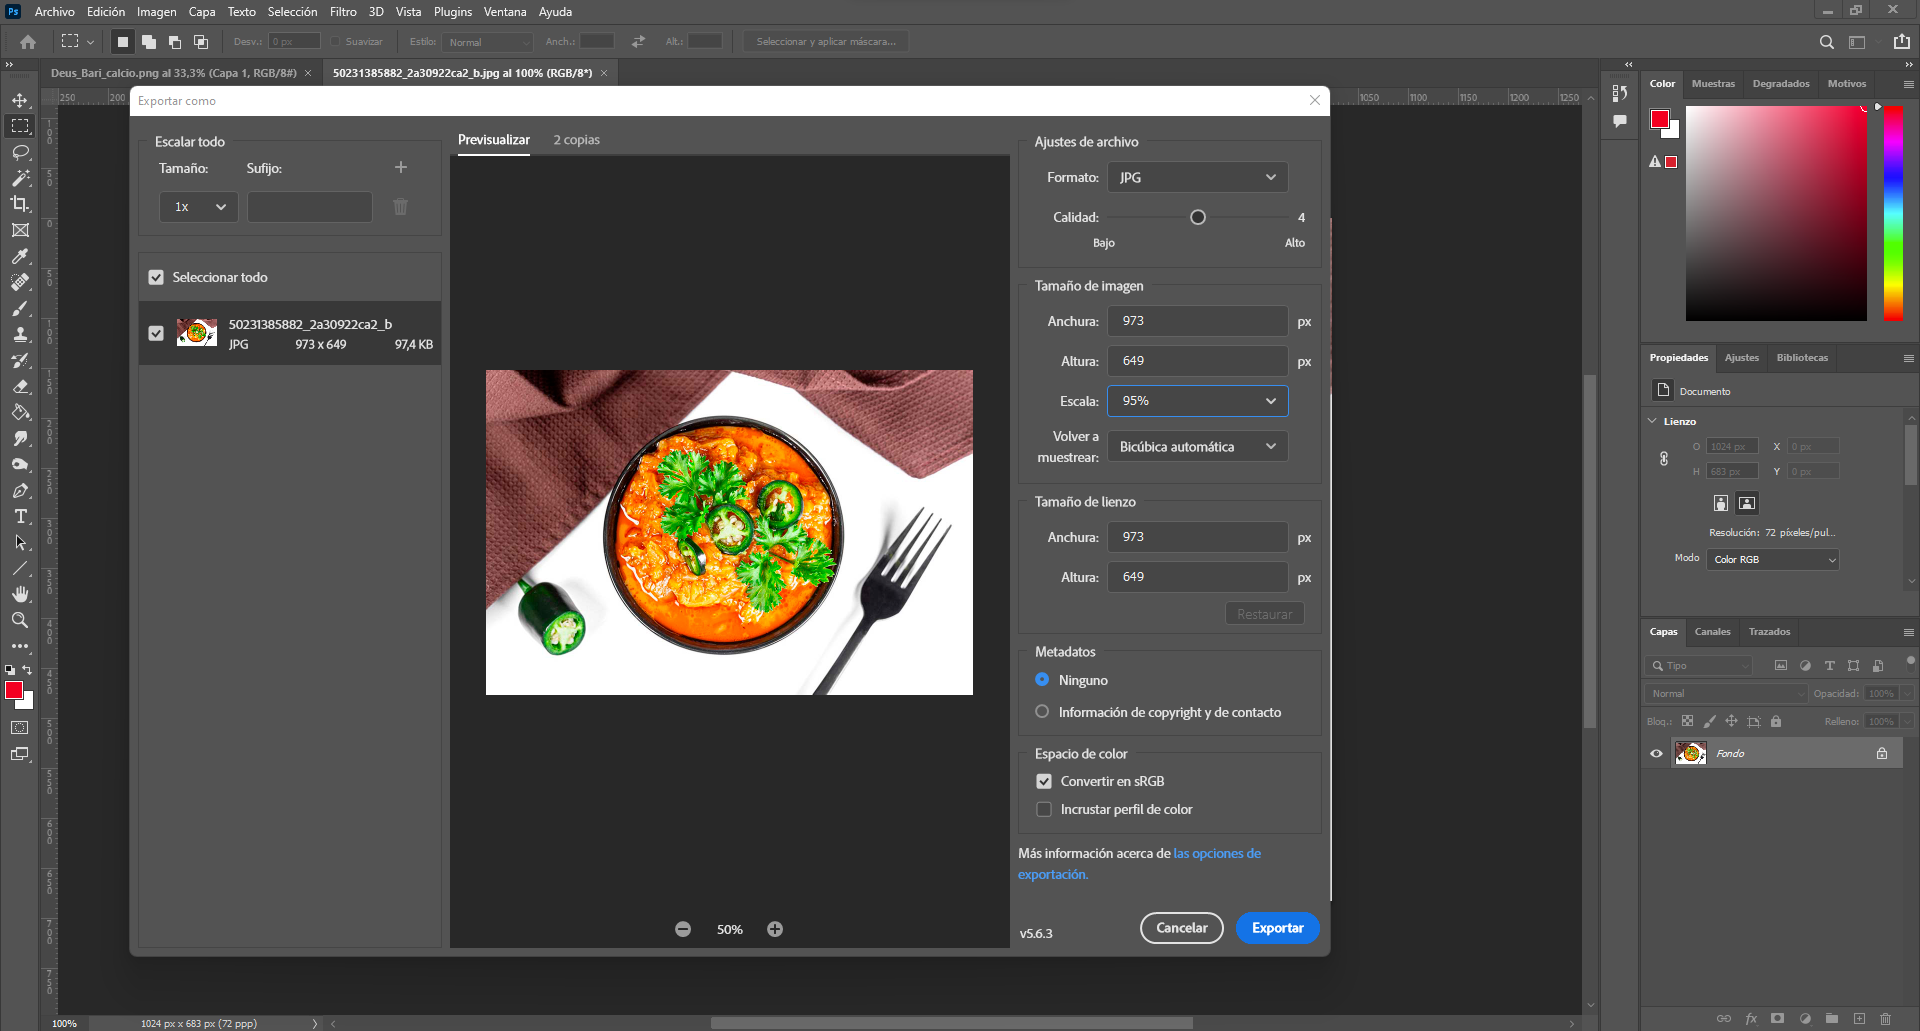 Ps Archivo Edición Imagen Capa Texto Selección Filtro 3D Vista Plugins Ventana Ayuda
Desv.: 0 px Suavizar Estilo: Normal Anch.: Alt.: Seleccionar y aplicar máscara...
Deus_Bari_calcio.png al 33,3% (Capa 1, RGB/8#) × 50231385882_2a30922ca2_b.jpg al 100% (RGB/8*) ×
250 200 1050 1100 1150 1200 1250
Exportar como
Escalar todo
Tamaño: Sufijo:
1x
Seleccionar todo
50231385882_2a30922ca2_b
JPG 973 x 649 97,4 KB
Previsualizar 2 copias
50%
Ajustes de archivo
Formato: JPG
Calidad: 4
Bajo Alto
Tamaño de imagen
Anchura: 973 px
Altura: 649 px
Escala: 95%
Volver a muestrear: Bicúbica automática
Tamaño de lienzo
Anchura: 973 px
Altura: 649 px
Restaurar
Metadatos
Ninguno
Información de copyright y de contacto
Espacio de color
Convertir en sRGB
Incrustar perfil de color
Más información acerca de las opciones de
exportación.
v5.6.3 Cancelar Exportar
Color Muestras Degradados Motivos
Propiedades Ajustes Bibliotecas
Documento
Lienzo
O 1024 px X 0 px
H 683 px Y 0 px
Resolución: 72 píxeles/pul...
Modo Color RGB
Capas Canales Trazados
Tipo
Normal Opacidad: 100%
Bloq.: Relleno: 100%
Fondo
100% 1024 px x 683 px (72 ppp)